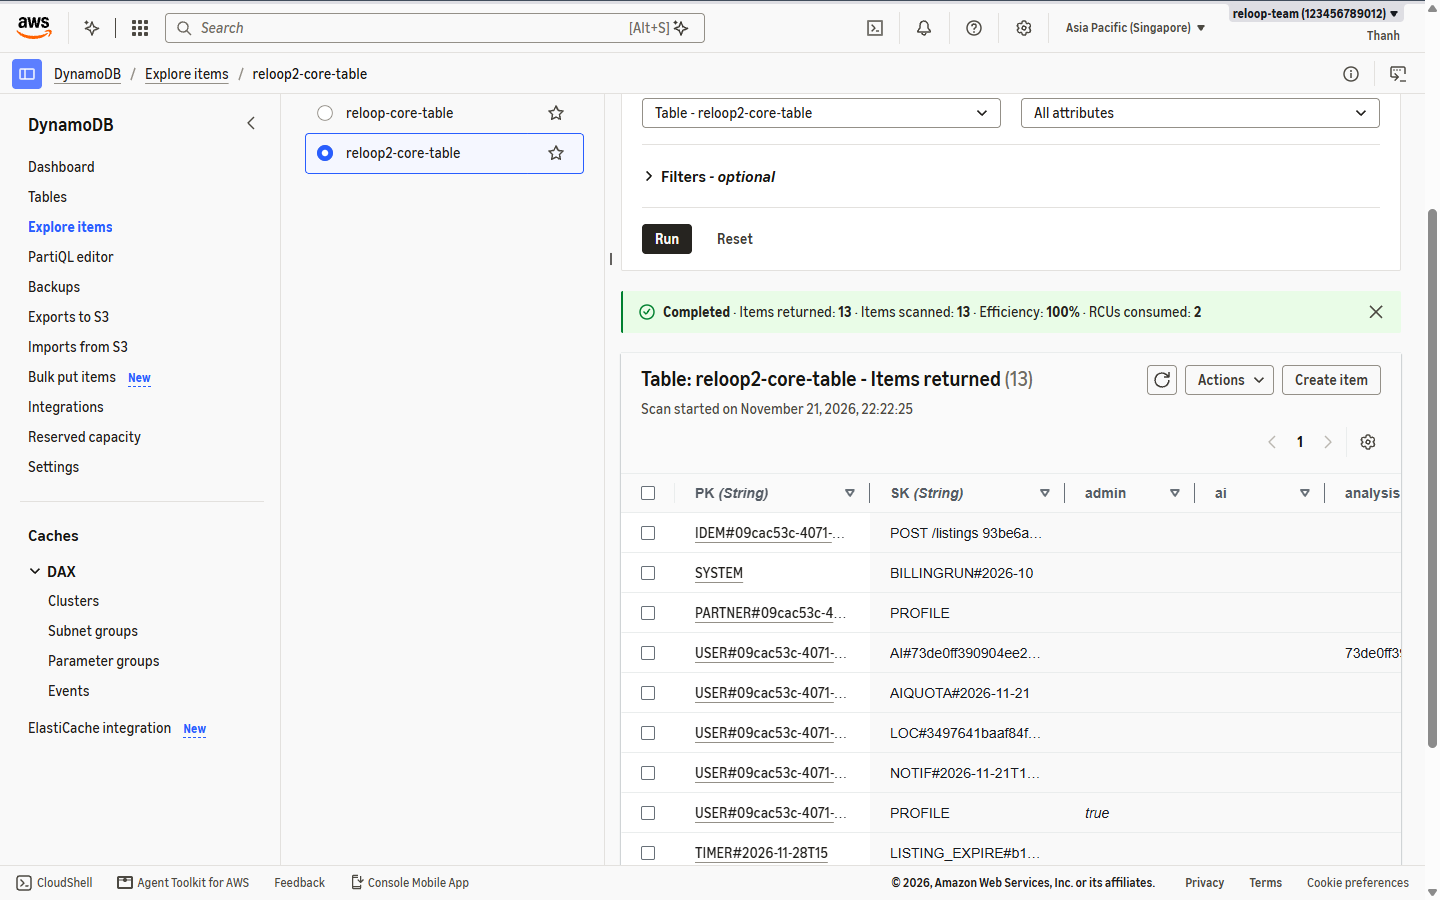 aws
Search
[Alt+S]
Asia Pacific (Singapore)
reloop-team (123456789012)
Thanh
DynamoDB / Explore items / reloop2-core-table
DynamoDB
Dashboard
Tables
Explore items
PartiQL editor
Backups
Exports to S3
Imports from S3
Bulk put items New
Integrations
Reserved capacity
Settings
Caches
DAX
Clusters
Subnet groups
Parameter groups
Events
ElastiCache integration New
reloop-core-table
reloop2-core-table
Table - reloop2-core-table
All attributes
Filters - optional
Run Reset
Completed · Items returned: 13 · Items scanned: 13 · Efficiency: 100% · RCUs consumed: 2
Table: reloop2-core-table - Items returned (13)
Actions
Create item
Scan started on November 21, 2026, 22:22:25
1
PK (String) SK (String) admin ai analysis
IDEM#09cac53c-4071-... POST /listings 93be6a...
SYSTEM BILLINGRUN#2026-10
PARTNER#09cac53c-4... PROFILE
USER#09cac53c-4071-... AI#73de0ff390904ee2... 73de0ff39
USER#09cac53c-4071-... AIQUOTA#2026-11-21
USER#09cac53c-4071-... LOC#3497641baaf84f...
USER#09cac53c-4071-... NOTIF#2026-11-21T1...
USER#09cac53c-4071-... PROFILE true
TIMER#2026-11-28T15 LISTING_EXPIRE#b1...
CloudShell Agent Toolkit for AWS Feedback Console Mobile App
© 2026, Amazon Web Services, Inc. or its affiliates. Privacy Terms Cookie preferences